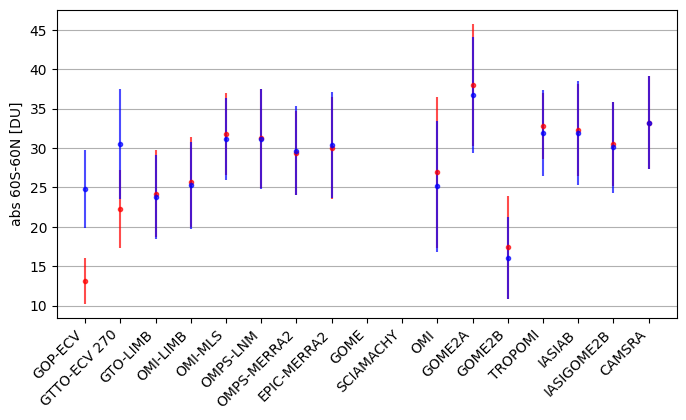 abs 60S-60N [DU]
45
40
35
30
25
20
15
10
GOP-ECV
GTTO-ECV 270
GTO-LIMB
OMI-LIMB
OMI-MLS
OMPS-LNM
OMPS-MERRA2
EPIC-MERRA2
GOME
SCIAMACHY
OMI
GOME2A
GOME2B
TROPOMI
IASIAB
IASIGOME2B
CAMSRA